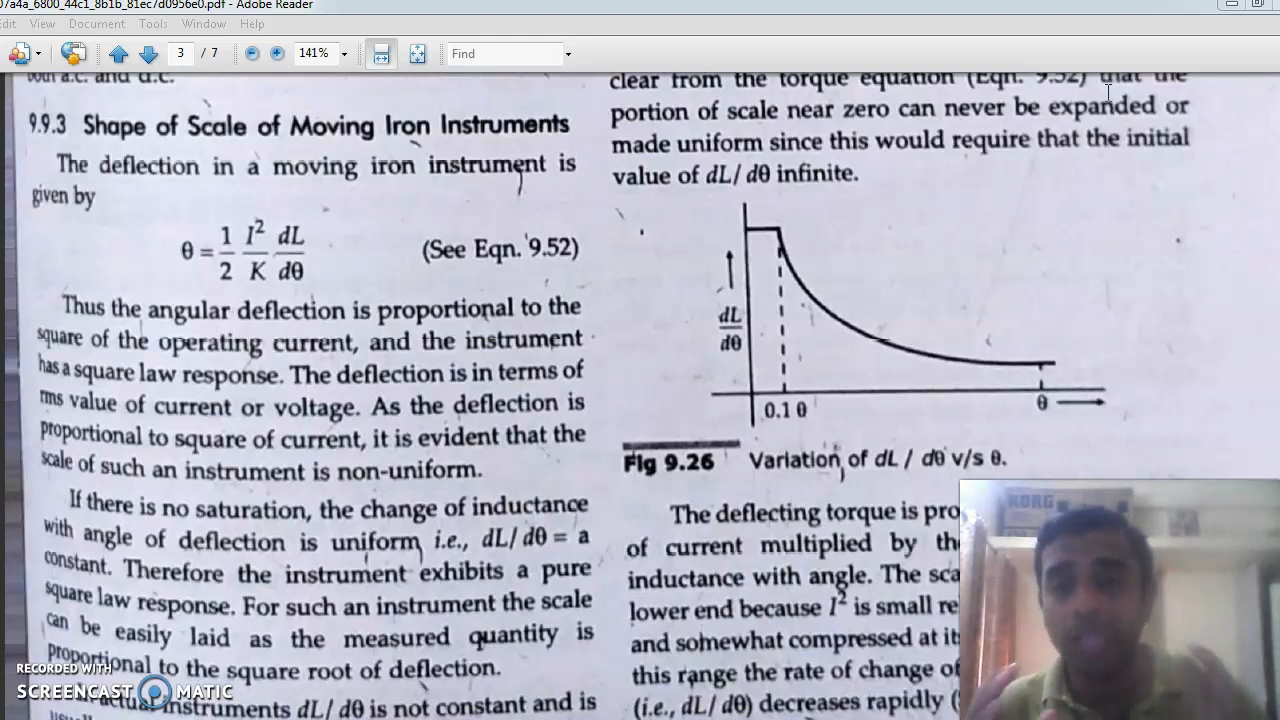 07a4a_6800_44c1_8b1b_81ec7d0956e0.pdf - Adobe Reader
Edit View Document Tools Window Help
3 / 7 141% Find
9.9.3 Shape of Scale of Moving Iron Instruments
The deflection in a moving iron instrument is
given by
θ = 1/2 I²/K dL/dθ (See Eqn. 9.52)
Thus the angular deflection is proportional to the
square of the operating current, and the instrument
has a square law response. The deflection is in terms of
rms value of current or voltage. As the deflection is
proportional to square of current, it is evident that the
scale of such an instrument is non-uniform.
If there is no saturation, the change of inductance
with angle of deflection is uniform i.e., dL/dθ = a
constant. Therefore the instrument exhibits a pure
square law response. For such an instrument the scale
can be easily laid as the measured quantity is
proportional to the square root of deflection.
instruments dL/dθ is not constant and is
clear from the torque equation (Eqn. 9.52) that the
portion of scale near zero can never be expanded or
made uniform since this would require that the initial
value of dL/dθ infinite.
dL/dθ
0.1 θ
θ
Fig 9.26 Variation of dL / dθ v/s θ.
The deflecting torque is pro
of current multiplied by th
inductance with angle. The sca
lower end because I² is small re
and somewhat compressed at it
this range the rate of change of
(i.e., dL/dθ) decreases rapidly (
KORG
RECORDED WITH
SCREENCAST MATIC